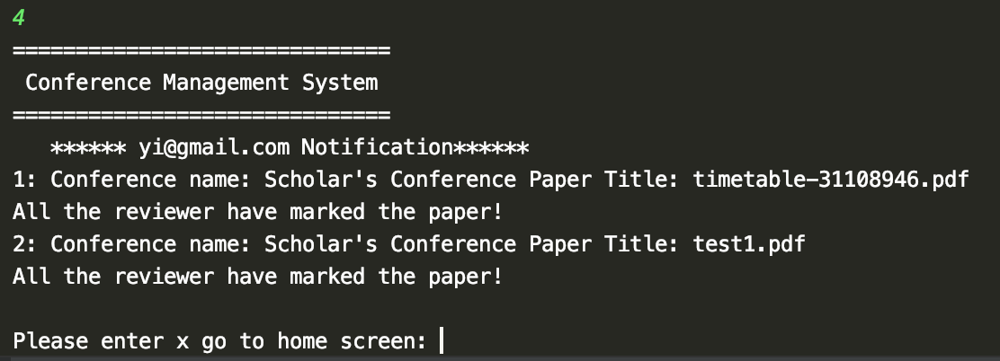 4
==============================
 Conference Management System
==============================
   ****** yi@gmail.com Notification******
1: Conference name: Scholar's Conference Paper Title: timetable-31108946.pdf
All the reviewer have marked the paper!
2: Conference name: Scholar's Conference Paper Title: test1.pdf
All the reviewer have marked the paper!

Please enter x go to home screen: